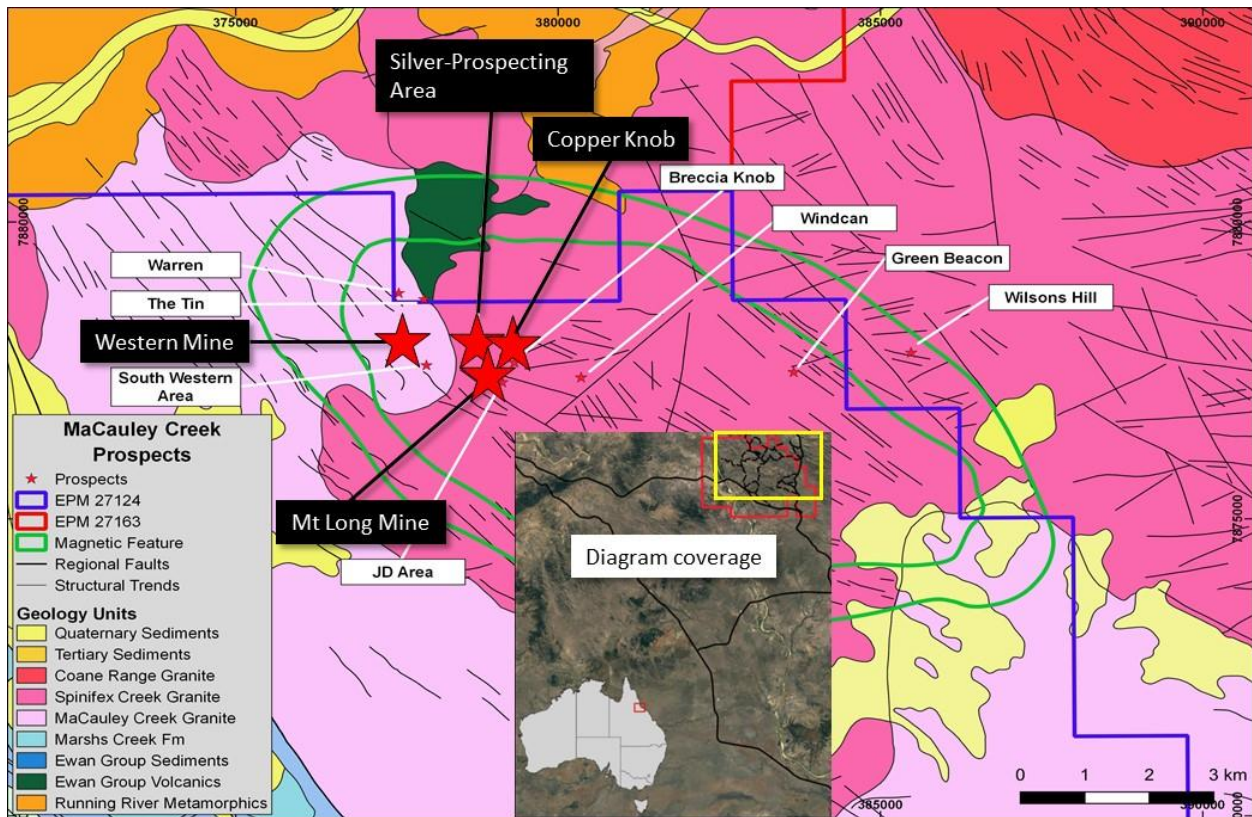 375000
380000
385000
390000
Silver-Prospecting
Area
Copper Knob
Breccia Knob
Windcan
Green Beacon
Wilsons Hill
7880000
7880000
Warren
The Tin
Western Mine
South Western
Area
MaCauley Creek
Prospects
Prospects
EPM 27124
EPM 27163
Magnetic Feature
Regional Faults
Structural Trends
Geology Units
Quaternary Sediments
Tertiary Sediments
Coane Range Granite
Spinifex Creek Granite
MaCauley Creek Granite
Marshs Creek Fm
Ewan Group Sediments
Ewan Group Volcanics
Running River Metamorphics
Mt Long Mine
JD Area
Diagram coverage
7875000
0 1 2 3 km
385000
390000